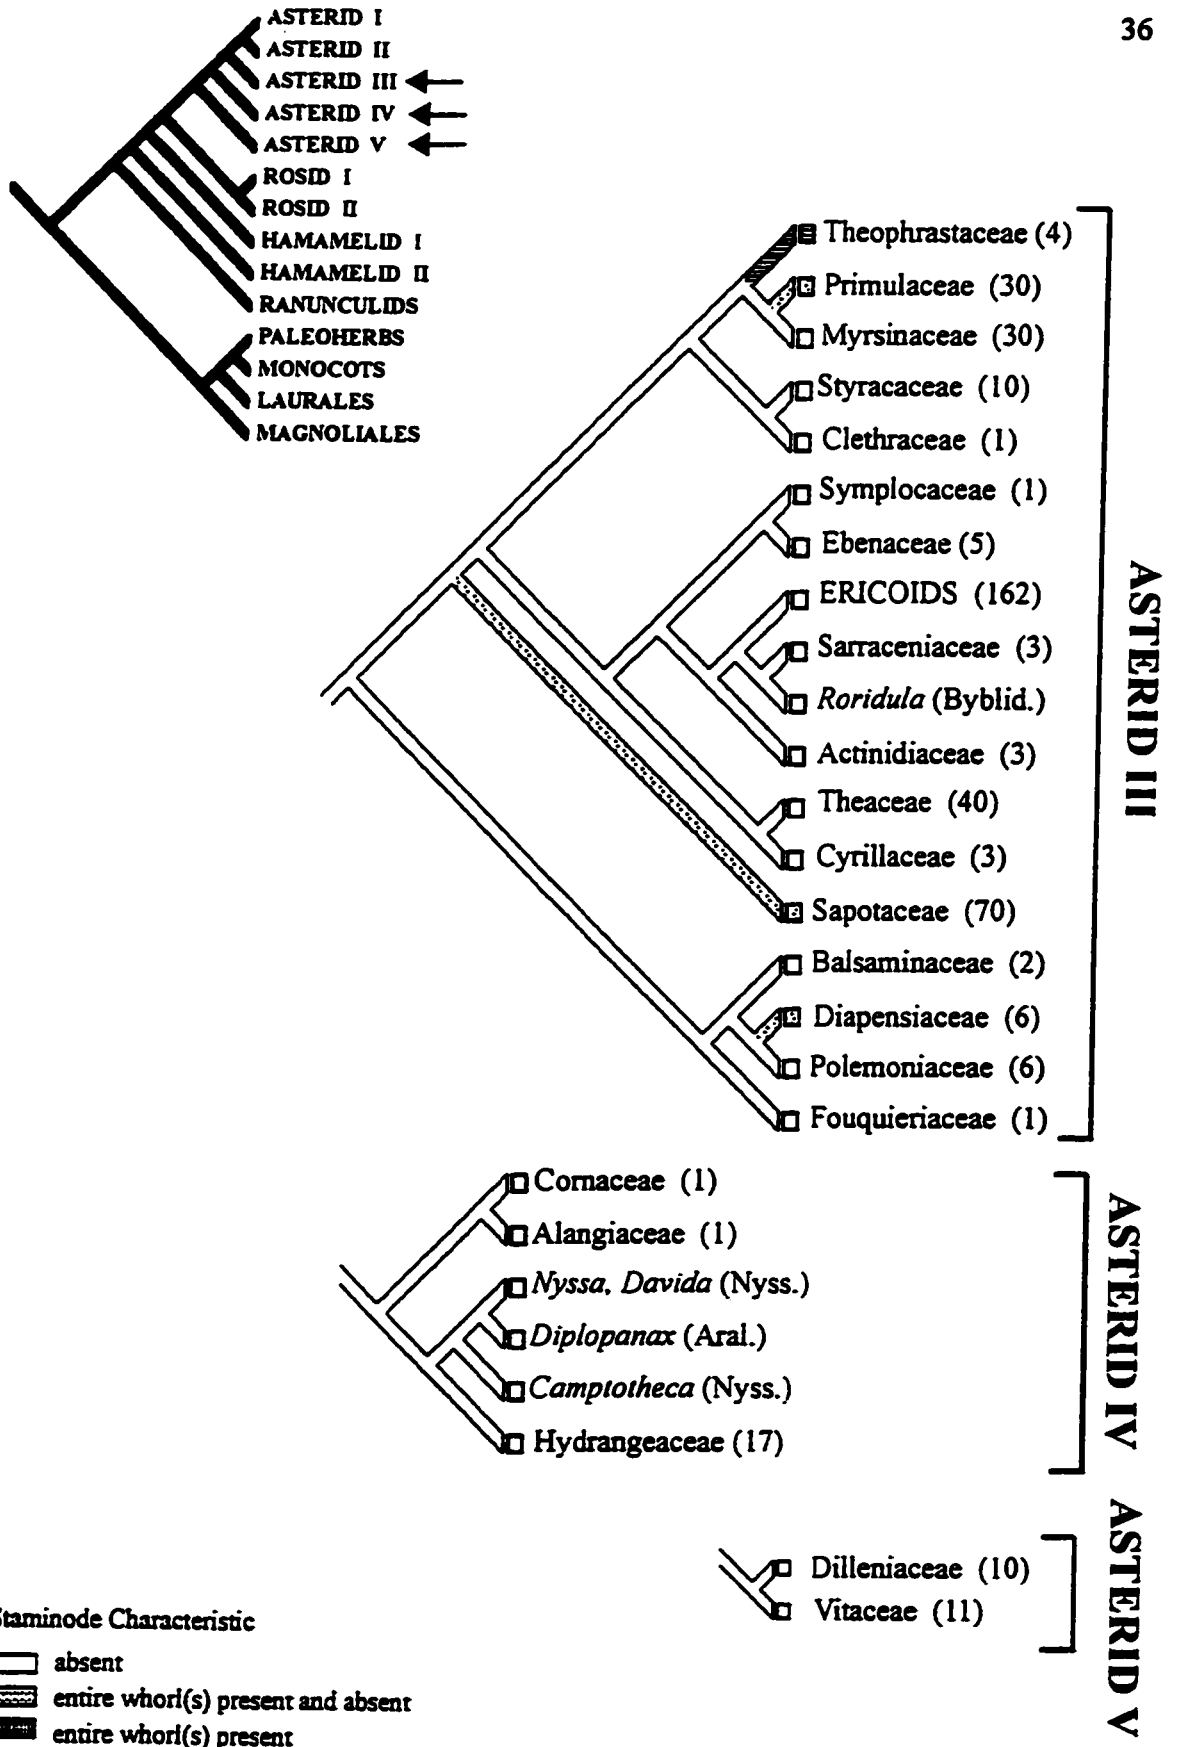 36
ASTERID I
ASTERID II
ASTERID III
ASTERID IV
ASTERID V
ROSID I
ROSID II
HAMAMELID I
HAMAMELID II
RANUNCULIDS
PALEOHERBS
MONOCOTS
LAURALES
MAGNOLIALES
Theophrastaceae (4)
Primulaceae (30)
Myrsinaceae (30)
Styracaceae (10)
Clethraceae (1)
Symplocaceae (1)
Ebenaceae (5)
ERICOIDS (162)
Sarraceniaceae (3)
Roridula (Byblid.)
Actinidiaceae (3)
Theaceae (40)
Cyrillaceae (3)
Sapotaceae (70)
Balsaminaceae (2)
Diapensiaceae (6)
Polemoniaceae (6)
Fouquieriaceae (1)
ASTERID III
Cornaceae (1)
Alangiaceae (1)
Nyssa, Davida (Nyss.)
Diplopanax (Aral.)
Camptotheca (Nyss.)
Hydrangeaceae (17)
ASTERID IV
Dilleniaceae (10)
Vitaceae (11)
ASTERID V
Staminode Characteristic
absent
entire whorl(s) present and absent
entire whorl(s) present